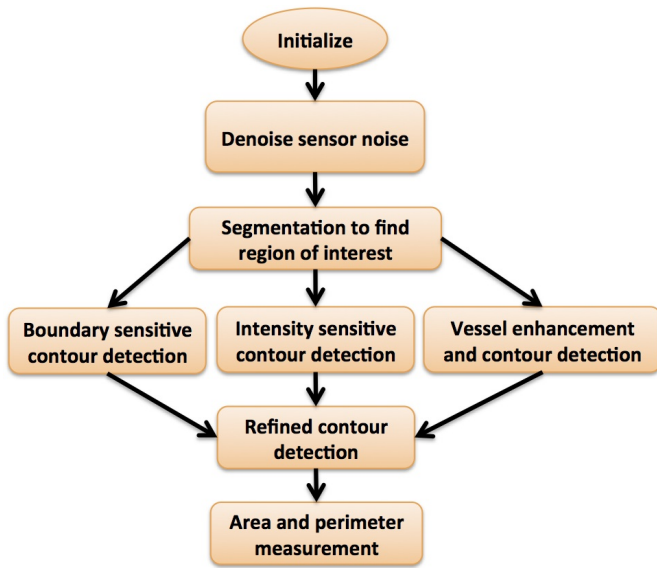 Initialize
Denoise sensor noise
Segmentation to find
region of interest
Boundary sensitive
contour detection
Intensity sensitive
contour detection
Vessel enhancement
and contour detection
Refined contour
detection
Area and perimeter
measurement